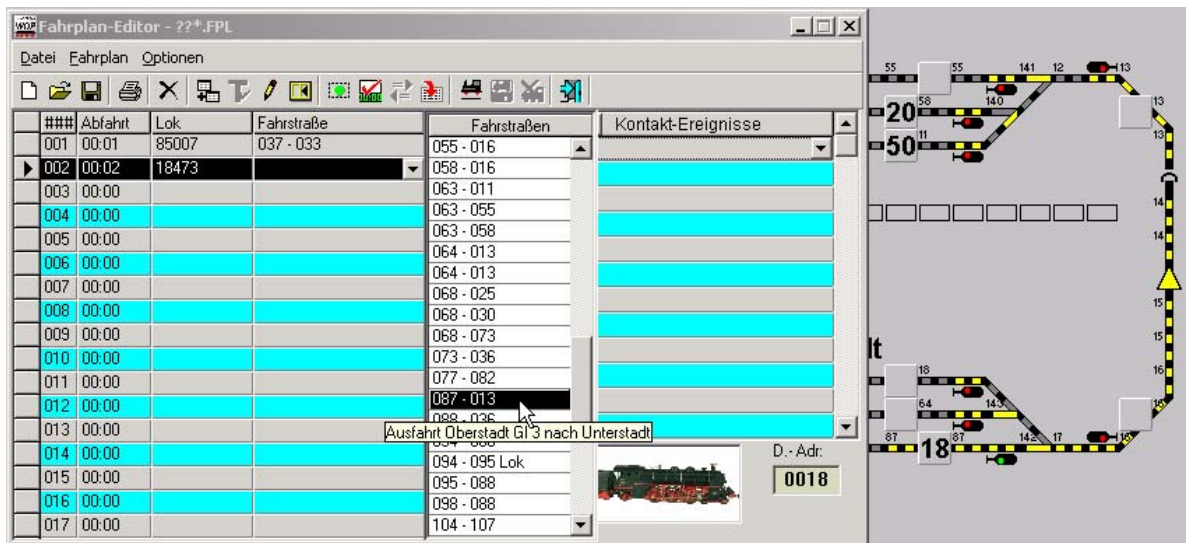 Fahrplan-Editor - ??*.FPL
Datei Fahrplan Optionen
### Abfahrt Lok Fahrstraße Fahrstraßen Kontakt-Ereignisse
001 00:01 85007 037 - 033
002 00:02 18473
003 00:00
004 00:00
005 00:00
006 00:00
007 00:00
008 00:00
009 00:00
010 00:00
011 00:00
012 00:00
013 00:00
014 00:00
015 00:00
016 00:00
017 00:00
055 - 016
058 - 016
063 - 011
063 - 055
063 - 058
064 - 013
064 - 013
068 - 025
068 - 030
068 - 073
073 - 036
077 - 082
087 - 013
088 - 036
Ausfahrt Oberstadt Gl 3 nach Unterstadt
094 - 095 Lok
095 - 088
098 - 088
104 - 107
D.- Adr:
0018
55 55 141 12 13
20 58 140 13
50 11 13
14
14
15
15
lt
18 16
64 143 16
87 18 87 142 17 16